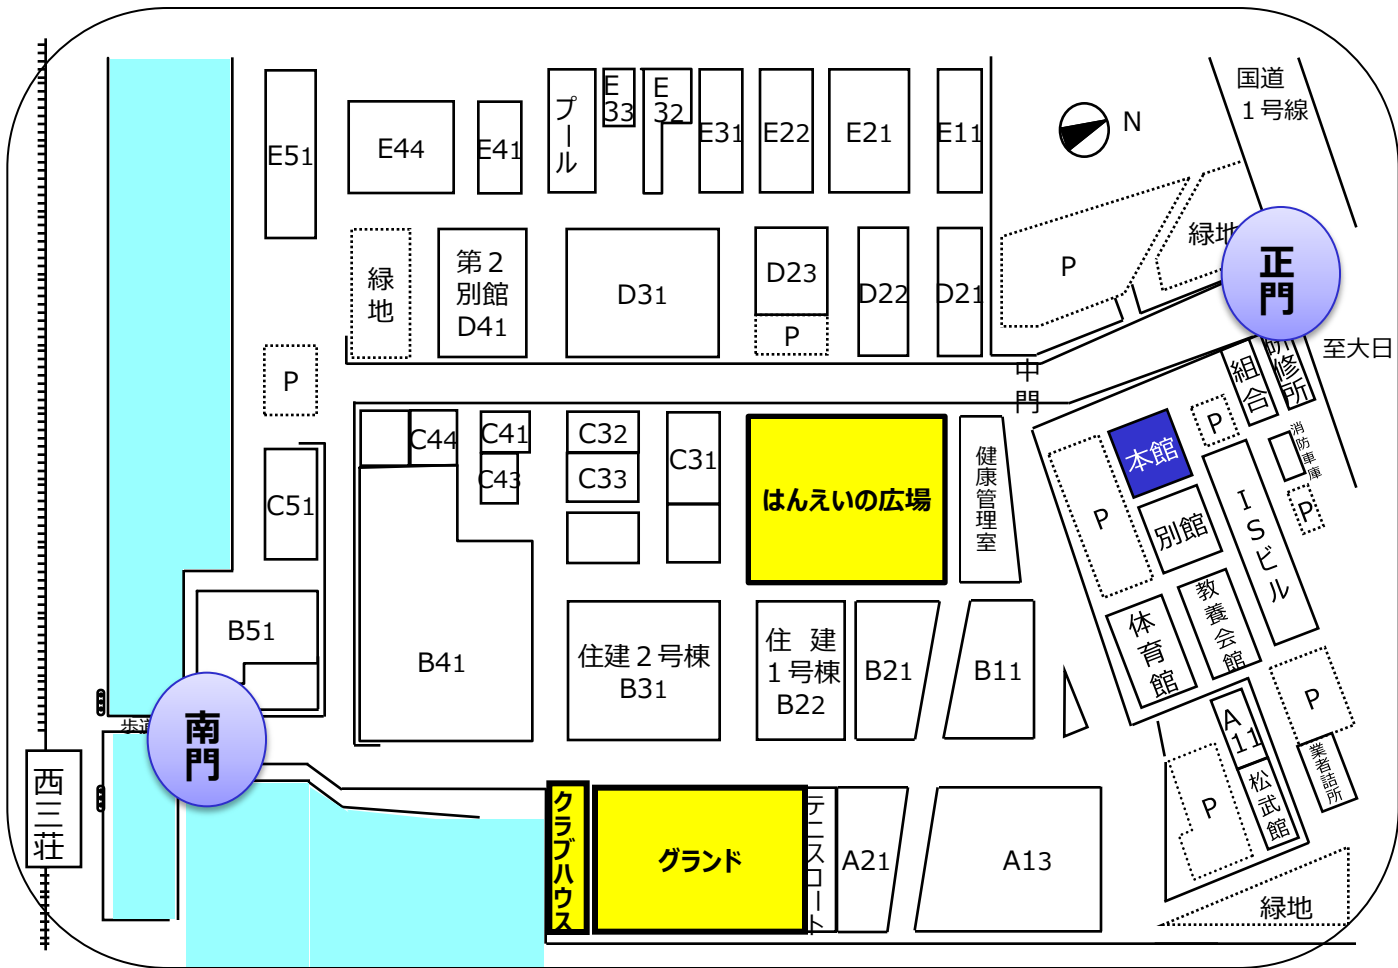 国道
１号線
N
E51
E44
E41
プール
E
33
E
32
E31
E22
E21
E11
緑地
正
門
P
緑
地
第２
別館
D41
D31
D23
P
D22
D21
至大日
中
門
P
組合
研修所
消防車庫
P
本館
P
P
別館
ＩＳビル
C44
C41
C43
C32
C33
C31
はんえいの広場
健康管理室
C51
体育館
教養会館
B51
B41
住建２号棟
B31
住　建
１号棟
B22
B21
B11
P
A
11
松武館
業者詰所
P
歩道
南
門
西三荘
クラブハウス
グランド
テニスコート
A21
A13
緑地